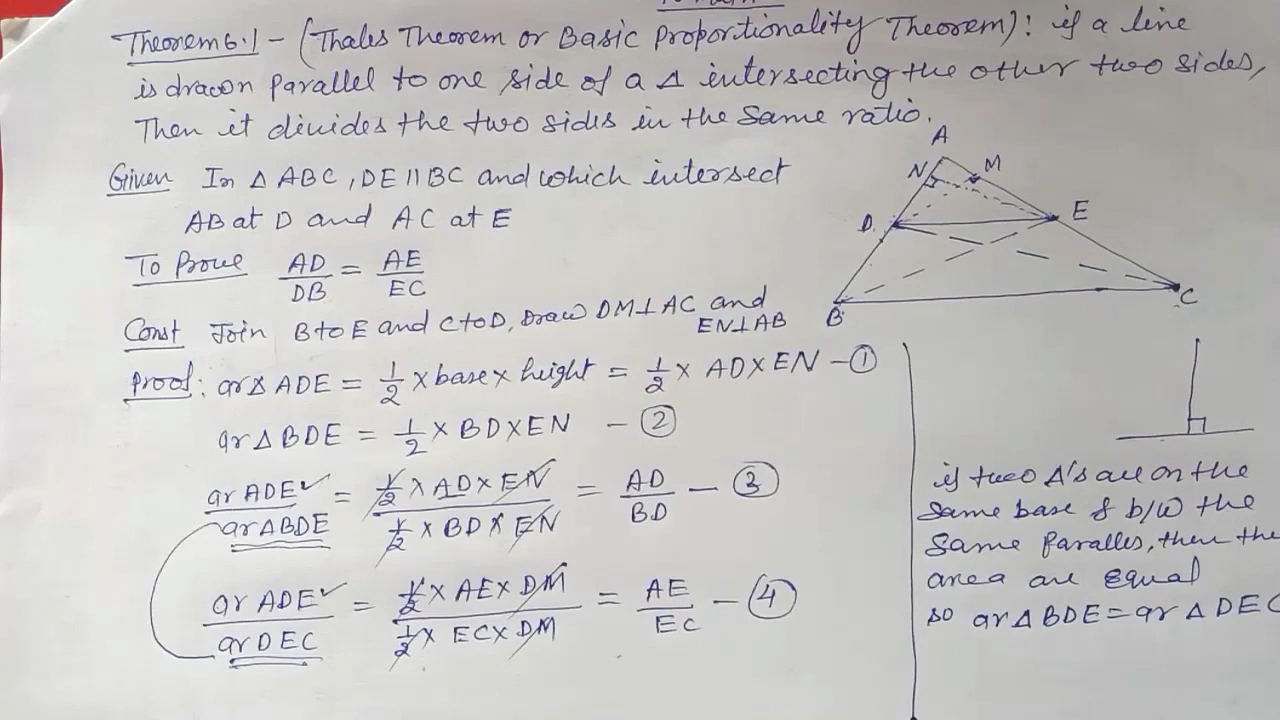 Theorem 6.1 - (Thales Theorem or Basic Proportionality Theorem): if a line
is drawn parallel to one side of a Δ intersecting the other two sides,
Then it divides the two sides in the same ratio.
Given In Δ ABC, DE || BC and which intersect
AB at D and AC at E
To Prove AD/DB = AE/EC
Const Join B to E and C to D, Draw DM⊥AC and
EN⊥AB
Proof: ar Δ ADE = 1/2 × base × height = 1/2 × AD × EN - ①
ar Δ BDE = 1/2 × BD × EN - ②
ar ADE/ar ΔBDE = 1/2 × AD × EN / 1/2 × BD × EN = AD/BD - ③
ar ADE/ar DEC = 1/2 × AE × DM / 1/2 × EC × DM = AE/EC - ④
A
N
M
D
E
B
C
if two Δ's are on the
same base & b/w the
same paralles, then the
area are equal
so ar Δ BDE = ar Δ DEC